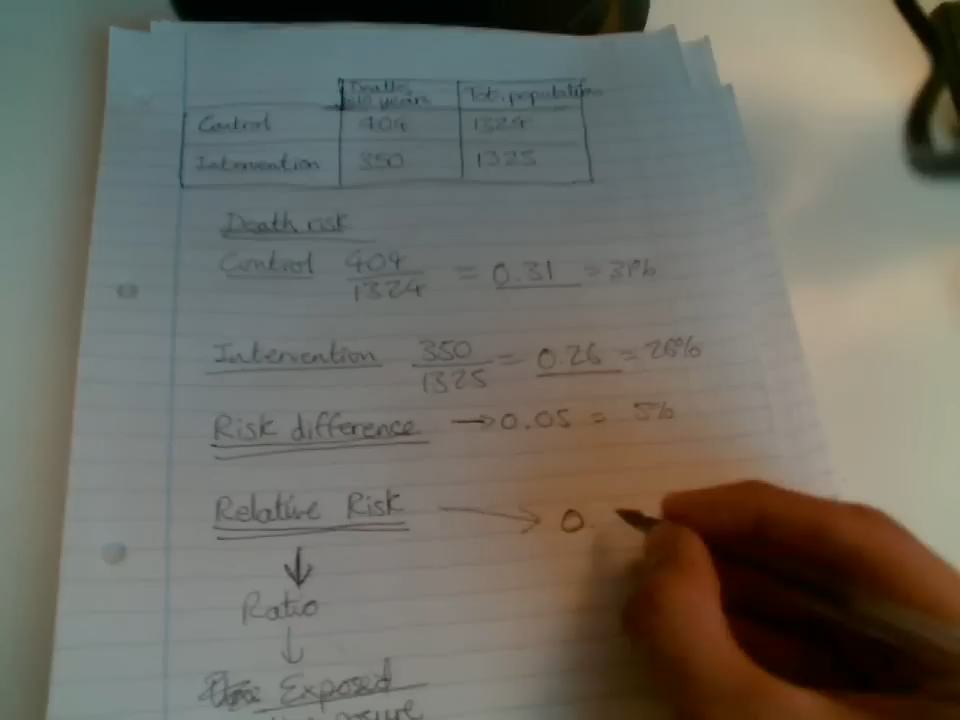 Deaths Tot. population
@10 years
Control 404 1324
Intervention 350 1325
Death risk
Control 404/1324 = 0.31 = 31%
Intervention 350/1325 = 0.26 = 26%
Risk difference → 0.05 = 5%
Relative Risk → 0.
↓
Ratio
↓
Exposed